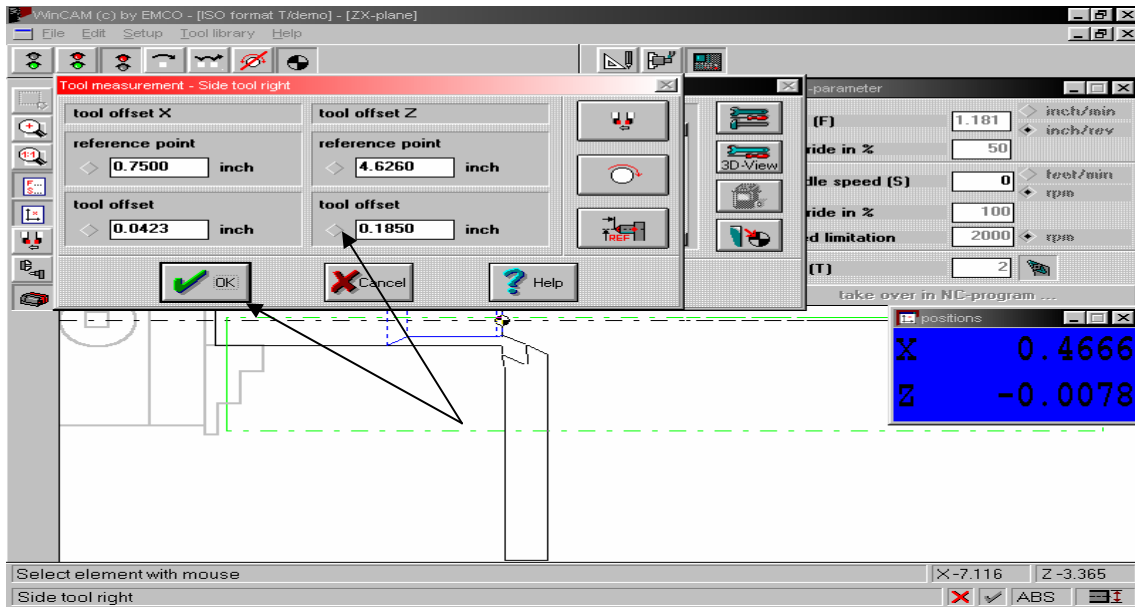 WinCAM (c) by EMCO - [ISO format T/demo] - [ZX-plane]
File Edit Setup Tool library Help
Tool measurement - Side tool right
tool offset X
tool offset Z
reference point
0.7500 inch
reference point
4.6260 inch
tool offset
0.0423 inch
tool offset
0.1850 inch
REF
OK
Cancel
Help
3D-View
-parameter
(F) 1.181
inch/min
inch/rev
ride in % 50
dle speed (S) 0
feet/min
rpm
ride in % 100
d limitation 2000 rpm
(T) 2
take over in NC-program ...
positions
X 0.4666
Z -0.0078
1:1
F...
S...
Select element with mouse
X -7.116 Z -3.365
Side tool right
ABS